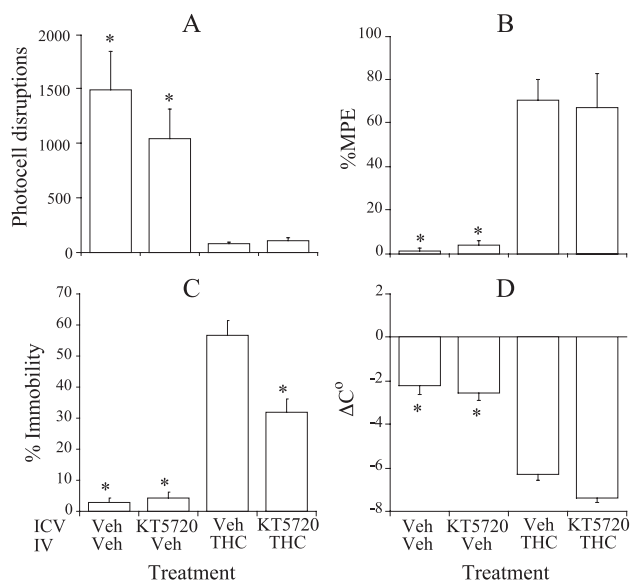 A
Photocell disruptions
2000
1500
1000
500
0
*
*
B
%MPE
100
80
60
40
20
0
*
*
C
% Immobility
70
60
50
40
30
20
10
0
*
*
*
D
ΔC°
2
0
-2
-4
-6
-8
*
*
ICV Veh KT5720 Veh KT5720
IV Veh Veh THC THC
Treatment
Veh KT5720 Veh KT5720
Veh Veh THC THC
Treatment